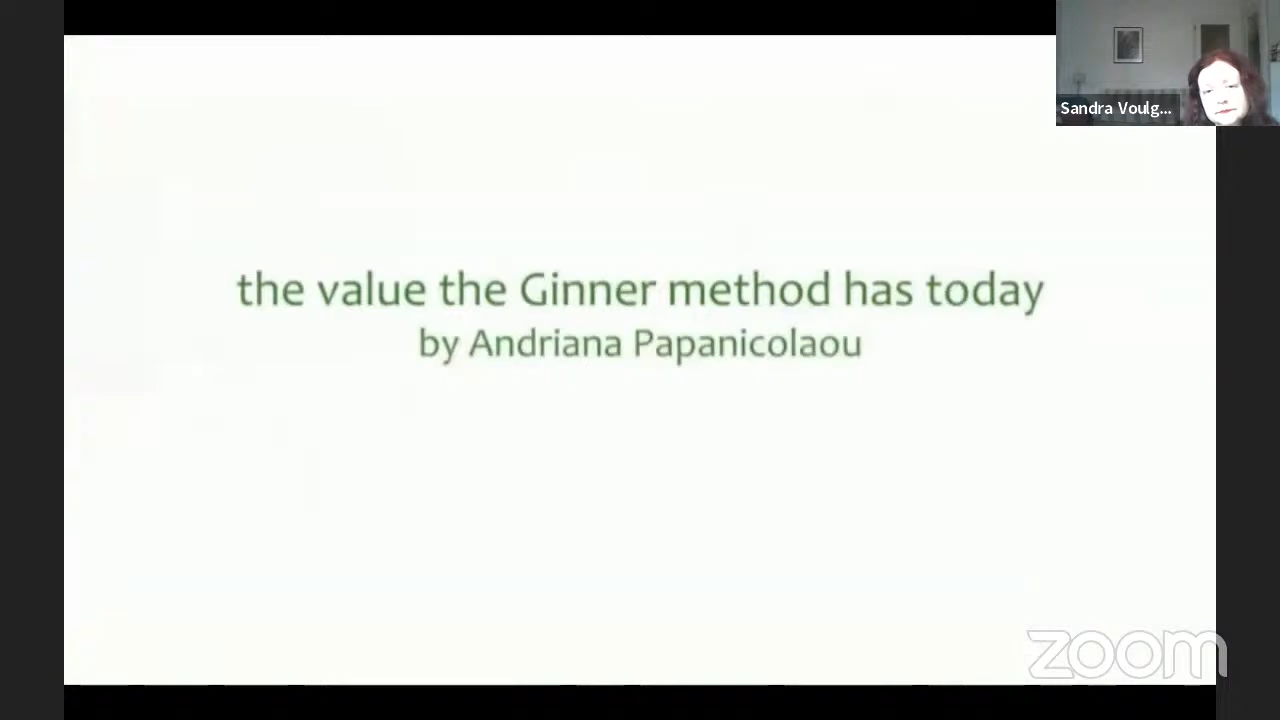 Sandra Voulg...
the value the Ginner method has today
by Andriana Papanicolaou
zoom